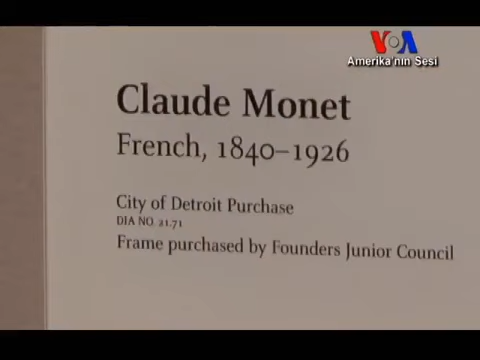 VOA
Amerika'nın Sesi
Claude Monet
French, 1840–1926
City of Detroit Purchase
DIA NO. 21.71
Frame purchased by Founders Junior Council